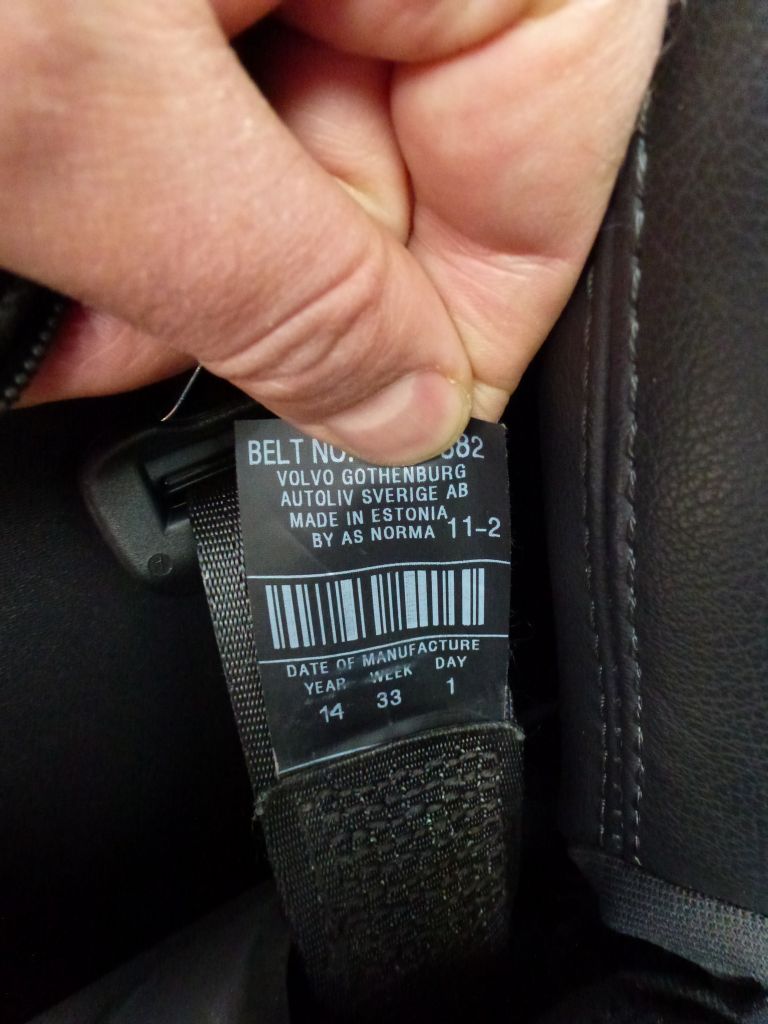 BELT NO. 682
VOLVO GOTHENBURG
AUTOLIV SVERIGE AB
MADE IN ESTONIA
BY AS NORMA 11-2
DATE OF MANUFACTURE
YEAR WEEK DAY
14 33 1